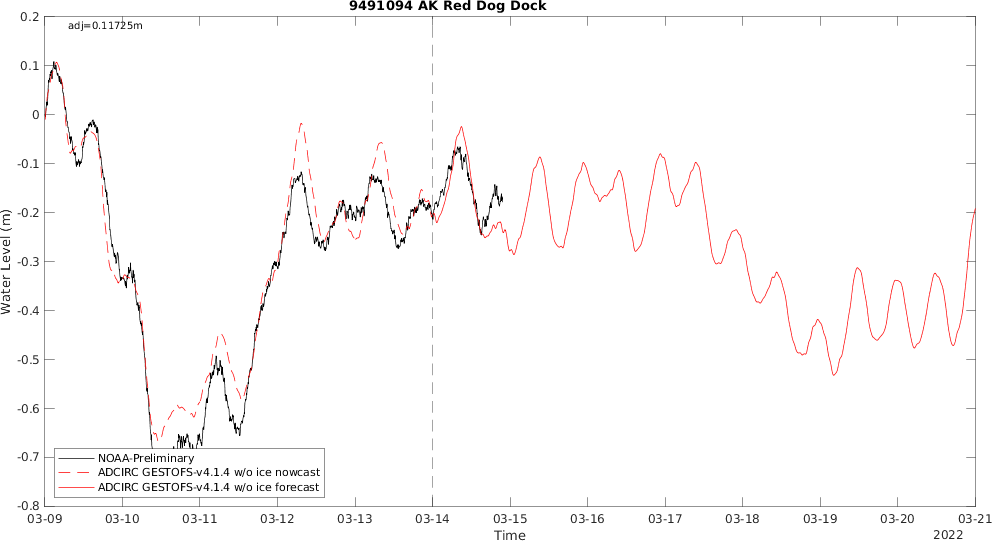 9491094 AK Red Dog Dock
adj=0.11725m
0.2
0.1
0
-0.1
-0.2
-0.3
-0.4
-0.5
-0.6
-0.7
-0.8
Water Level (m)
NOAA-Preliminary
ADCIRC GESTOFS-v4.1.4 w/o ice nowcast
ADCIRC GESTOFS-v4.1.4 w/o ice forecast
03-09 03-10 03-11 03-12 03-13 03-14 03-15 03-16 03-17 03-18 03-19 03-20 03-21
Time
2022